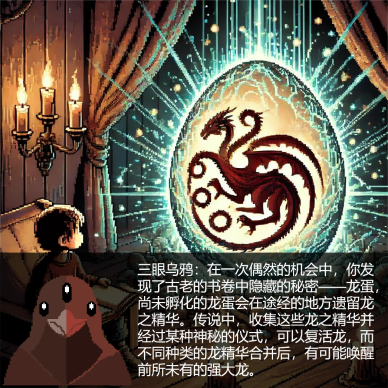 三眼乌鸦：在一次偶然的机会中，你发
现了古老的书卷中隐藏的秘密——龙蛋，
尚未孵化的龙蛋会在途经的地方遗留龙
之精华。传说中，收集这些龙之精华并
经过某种神秘的仪式，可以复活龙，而
不同种类的龙精华合并后，有可能唤醒
前所未有的强大龙。